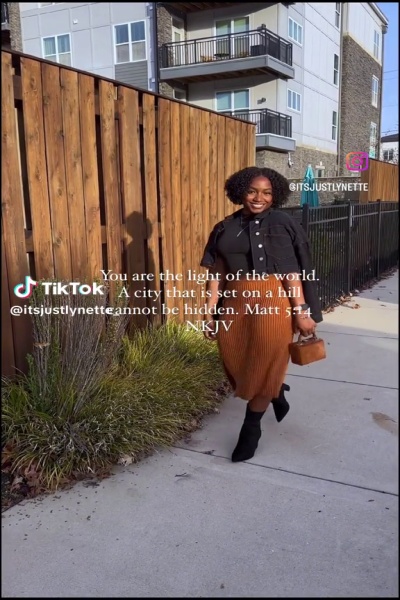 @ITSJUSTLYNETTE
You are the light of the world.
TikTok
A city that is set on a hill
@itsjustlynette
cannot be hidden. Matt 5:14
NKJV